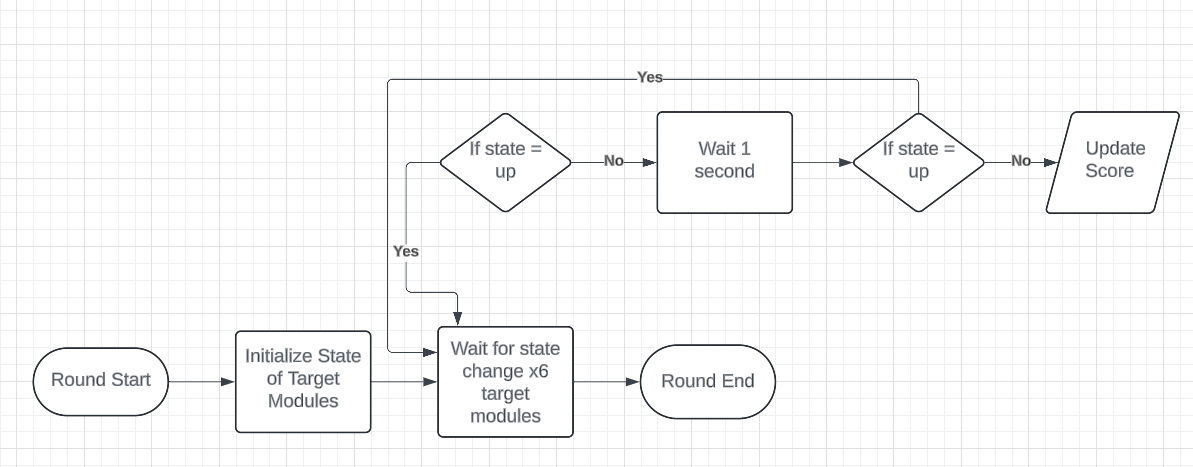 Yes
If state =
up
No
Wait 1
second
If state =
up
No
Update
Score
Yes
Round Start
Initialize State
of Target
Modules
Wait for state
change x6
target
modules
Round End